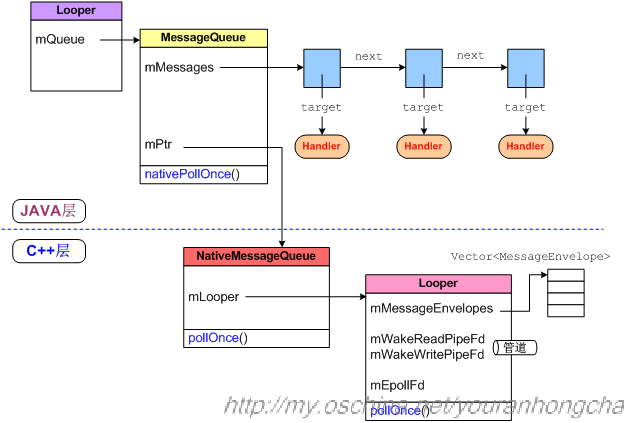 Looper
mQueue
MessageQueue
mMessages
mPtr
nativePollOnce()
next
next
target
target
target
Handler
Handler
Handler
JAVA层
C++层
NativeMessageQueue
mLooper
pollOnce()
Looper
mMessageEnvelopes
mWakeReadPipeFd
mWakeWritePipeFd
mEpollFd
pollOnce()
Vector<MessageEnvelope>
管道
http://my.oschina.net/youranhongcha